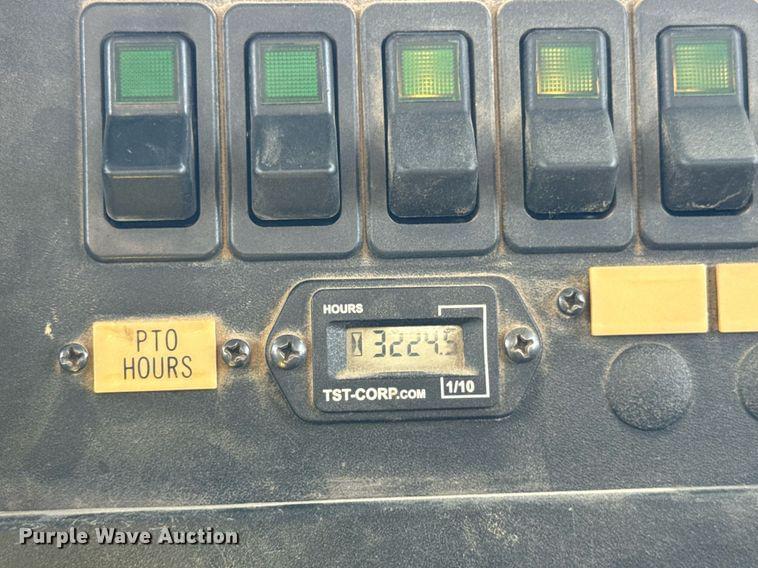 HOURS
3224.5
TST-CORP.COM
1/10
PTO
HOURS
Purple Wave Auction